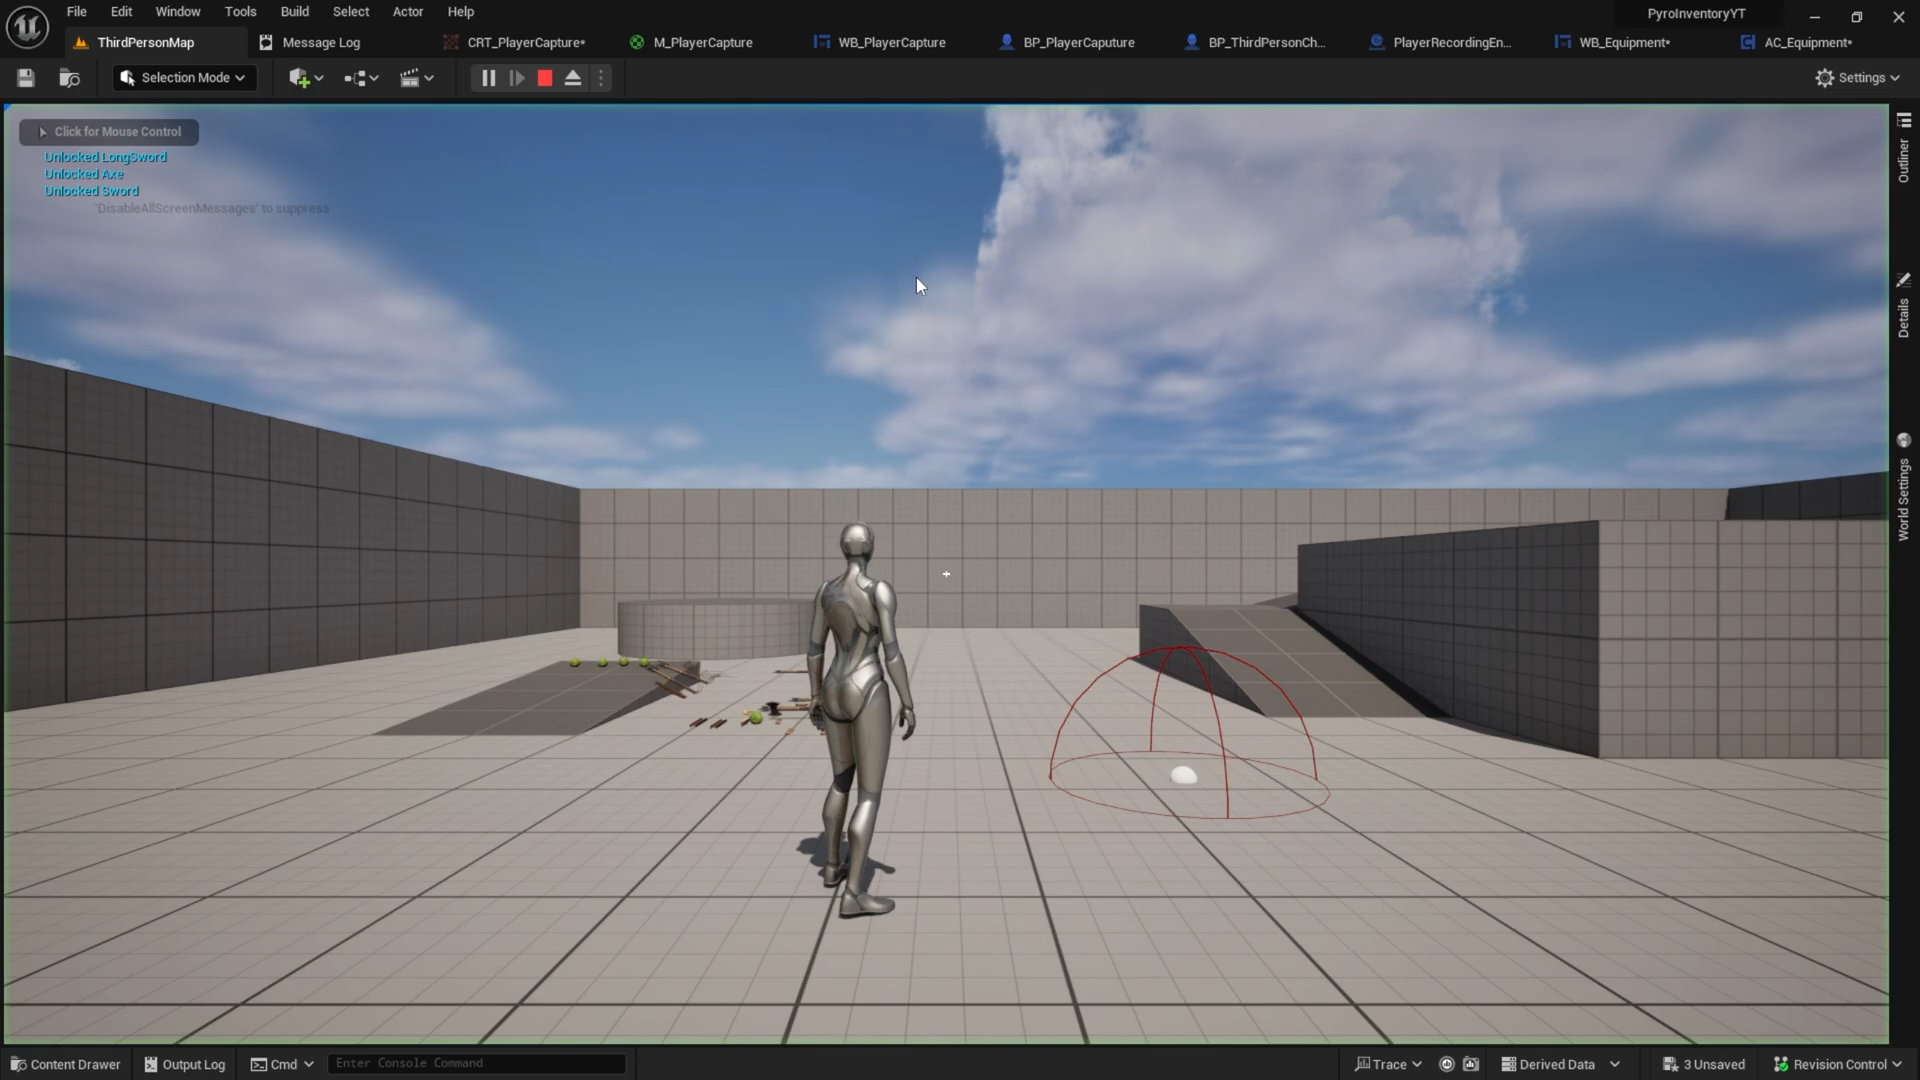 File Edit Window Tools Build Select Actor Help
PyroInventoryYT
ThirdPersonMap
Message Log
CRT_PlayerCapture*
M_PlayerCapture
WB_PlayerCapture
BP_PlayerCaputure
BP_ThirdPersonCh...
PlayerRecordingEn...
WB_Equipment*
AC_Equipment*
Selection Mode
Settings
Click for Mouse Control
Unlocked LongSword
Unlocked Axe
Unlocked Sword
'DisableAllScreenMessages' to suppress
Outliner
Details
World Settings
Content Drawer
Output Log
Cmd
Enter Console Command
Trace
Derived Data
3 Unsaved
Revision Control